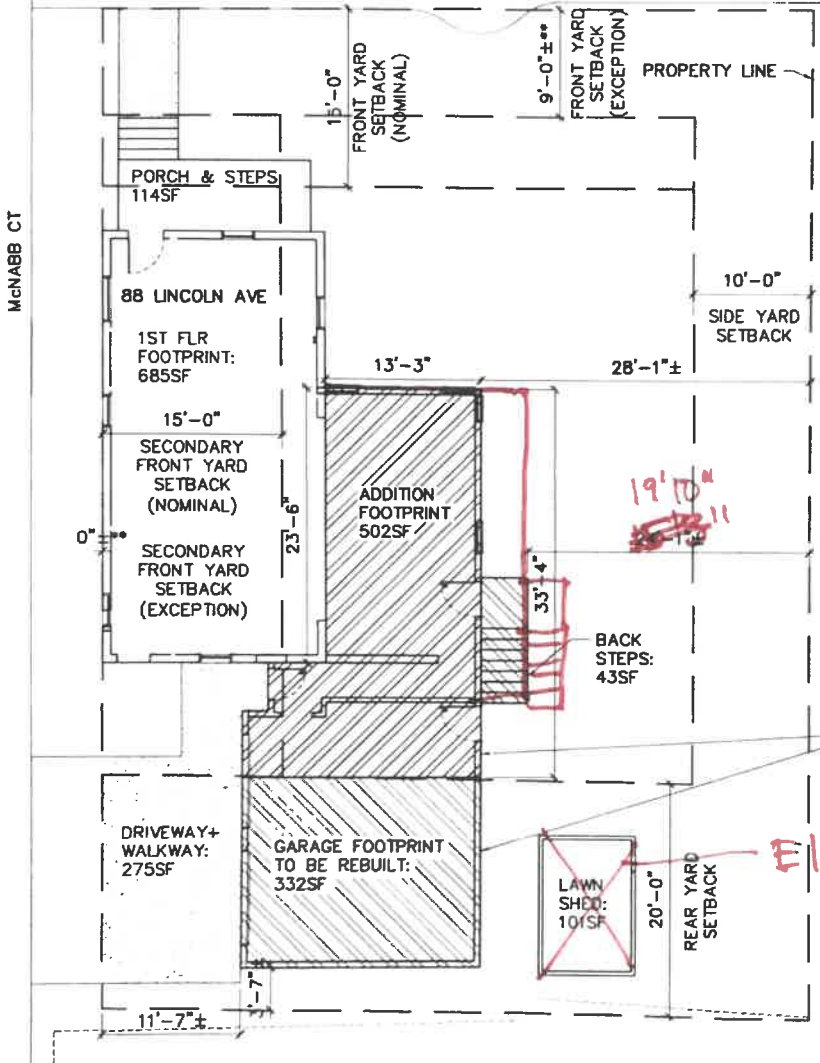 15'-0"
FRONT YARD
SETBACK
(NOMINAL)
9'-0"±**
FRONT YARD
SETBACK
(EXCEPTION)
PROPERTY LINE
PORCH & STEPS
114SF
McNABB CT
88 LINCOLN AVE
1ST FLR
FOOTPRINT:
685SF
10'-0"
SIDE YARD
SETBACK
13'-3"
28'-1"±
15'-0"
SECONDARY
FRONT YARD
SETBACK
(NOMINAL)
0"±**
SECONDARY
FRONT YARD
SETBACK
(EXCEPTION)
23'-6"
ADDITION
FOOTPRINT
502SF
19'10"
33'-4"
BACK
STEPS:
43SF
DRIVEWAY+
WALKWAY:
275SF
GARAGE FOOTPRINT
TO BE REBUILT:
332SF
LAWN
SHED:
101SF
20'-0"
REAR YARD
SETBACK
'-7"±
11'-7"±